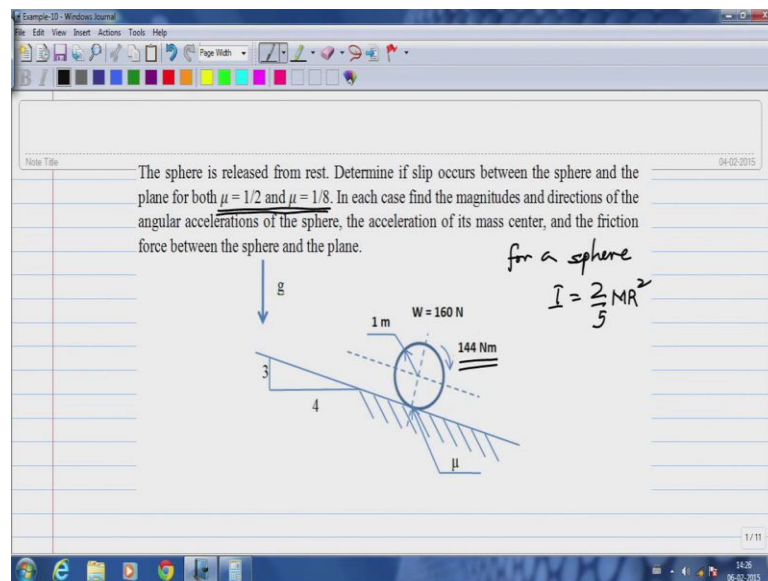 Example-10 - Windows Journal
File Edit View Insert Actions Tools Help
Page Width
B I
Note Title
04-02-2015
The sphere is released from rest. Determine if slip occurs between the sphere and the
plane for both μ = 1/2 and μ = 1/8. In each case find the magnitudes and directions of the
angular accelerations of the sphere, the acceleration of its mass center, and the friction
force between the sphere and the plane.
for a sphere
I = 2/5 MR²
g
W = 160 N
1 m
144 Nm
3
4
μ
1/11
14:26
06-02-2015